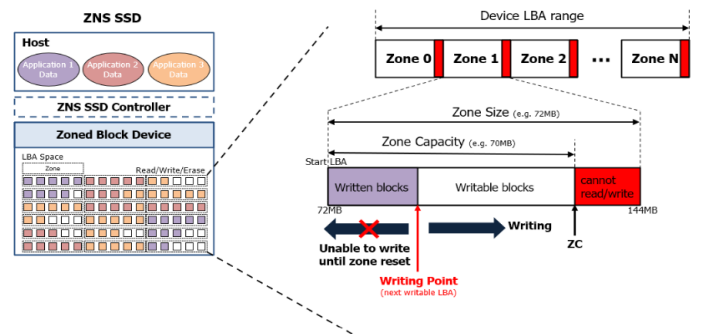 ZNS SSD
Host
Application 1
Data
Application 2
Data
Application 3
Data
ZNS SSD Controller
Zoned Block Device
LBA Space
Zone
Read/Write/Erase
Device LBA range
Zone 0
Zone 1
Zone 2
...
Zone N
Zone Size (e.g. 72MB)
Zone Capacity (e.g. 70MB)
Start LBA
Written blocks
Writable blocks
cannot
read/write
72MB
144MB
Unable to write
until zone reset
Writing
ZC
Writing Point
(next writable LBA)